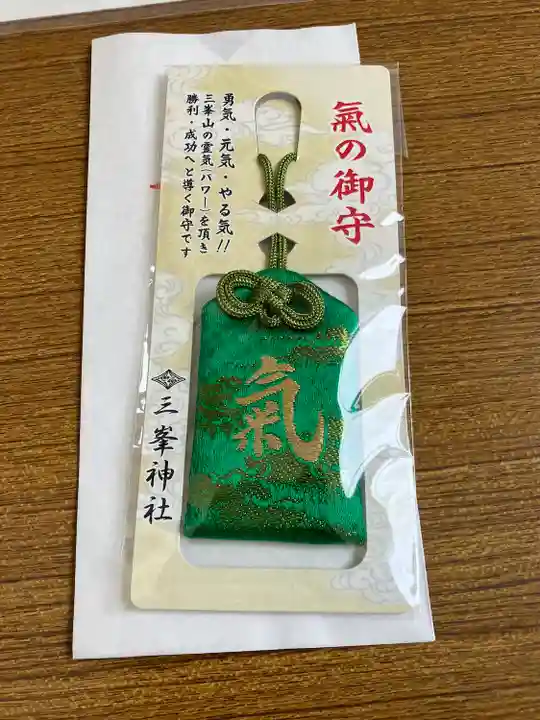 氣の御守
勇気・元気・やる気!!
三峯山の霊気(パワー)を頂き
勝利・成功へと導く御守です
三峯神社
氣